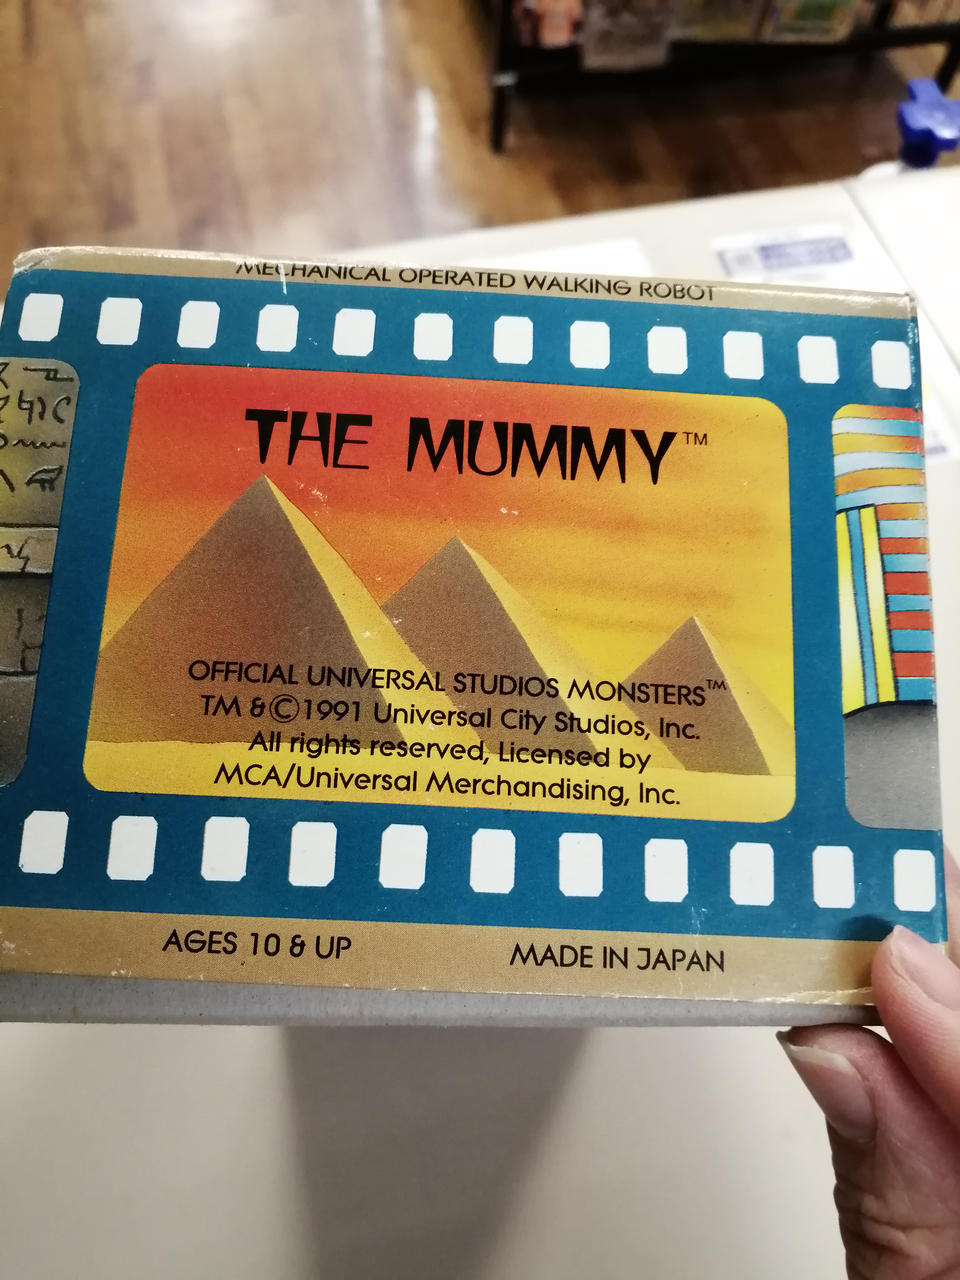 MECHANICAL OPERATED WALKING ROBOT
THE MUMMY™
OFFICIAL UNIVERSAL STUDIOS MONSTERS™
TM & ©1991 Universal City Studios, Inc.
All rights reserved, Licensed by
MCA/Universal Merchandising, Inc.
AGES 10 & UP
MADE IN JAPAN